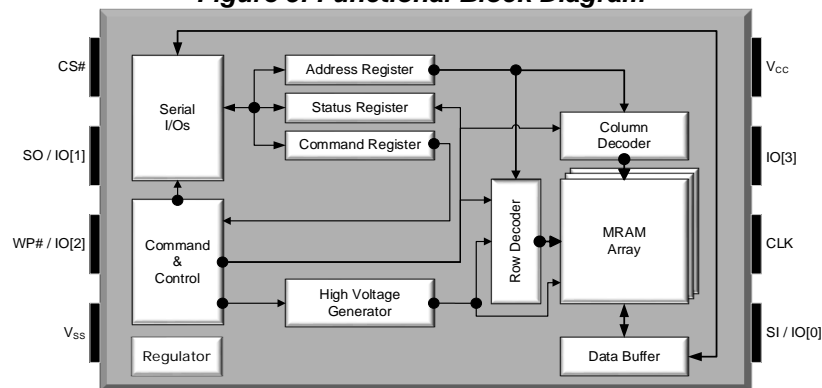 Figure 3. Functional Block Diagram
CS#
SO / IO[1]
WP# / IO[2]
VSS
Serial
I/Os
Command
&
Control
Regulator
Address Register
Status Register
Command Register
High Voltage
Generator
Row Decoder
Column
Decoder
MRAM
Array
Data Buffer
VCC
IO[3]
CLK
SI / IO[0]